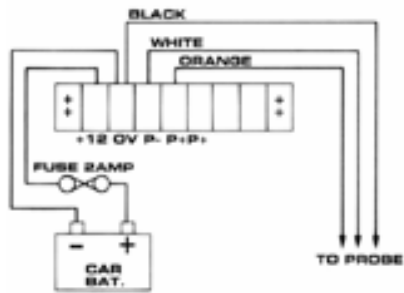 BLACK
WHITE
ORANGE
+12 0V P- P+P+
FUSE 2AMP
- +
CAR
BAT.
TO PROBE